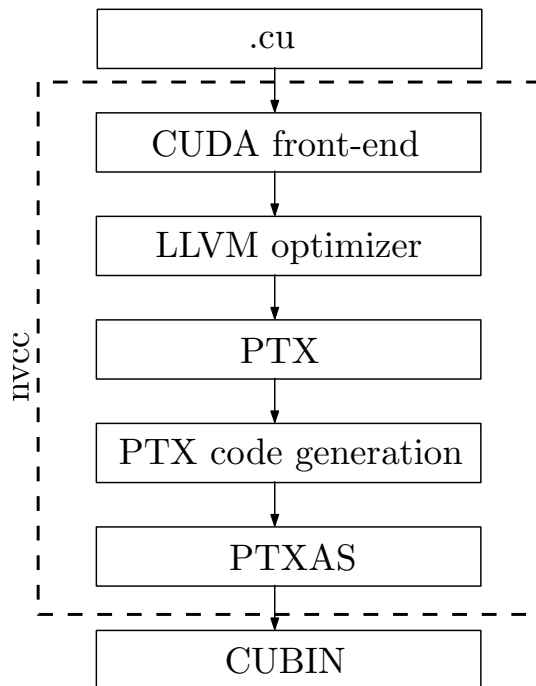 .cu
CUDA front-end
LLVM optimizer
PTX
nvcc
PTX code generation
PTXAS
CUBIN